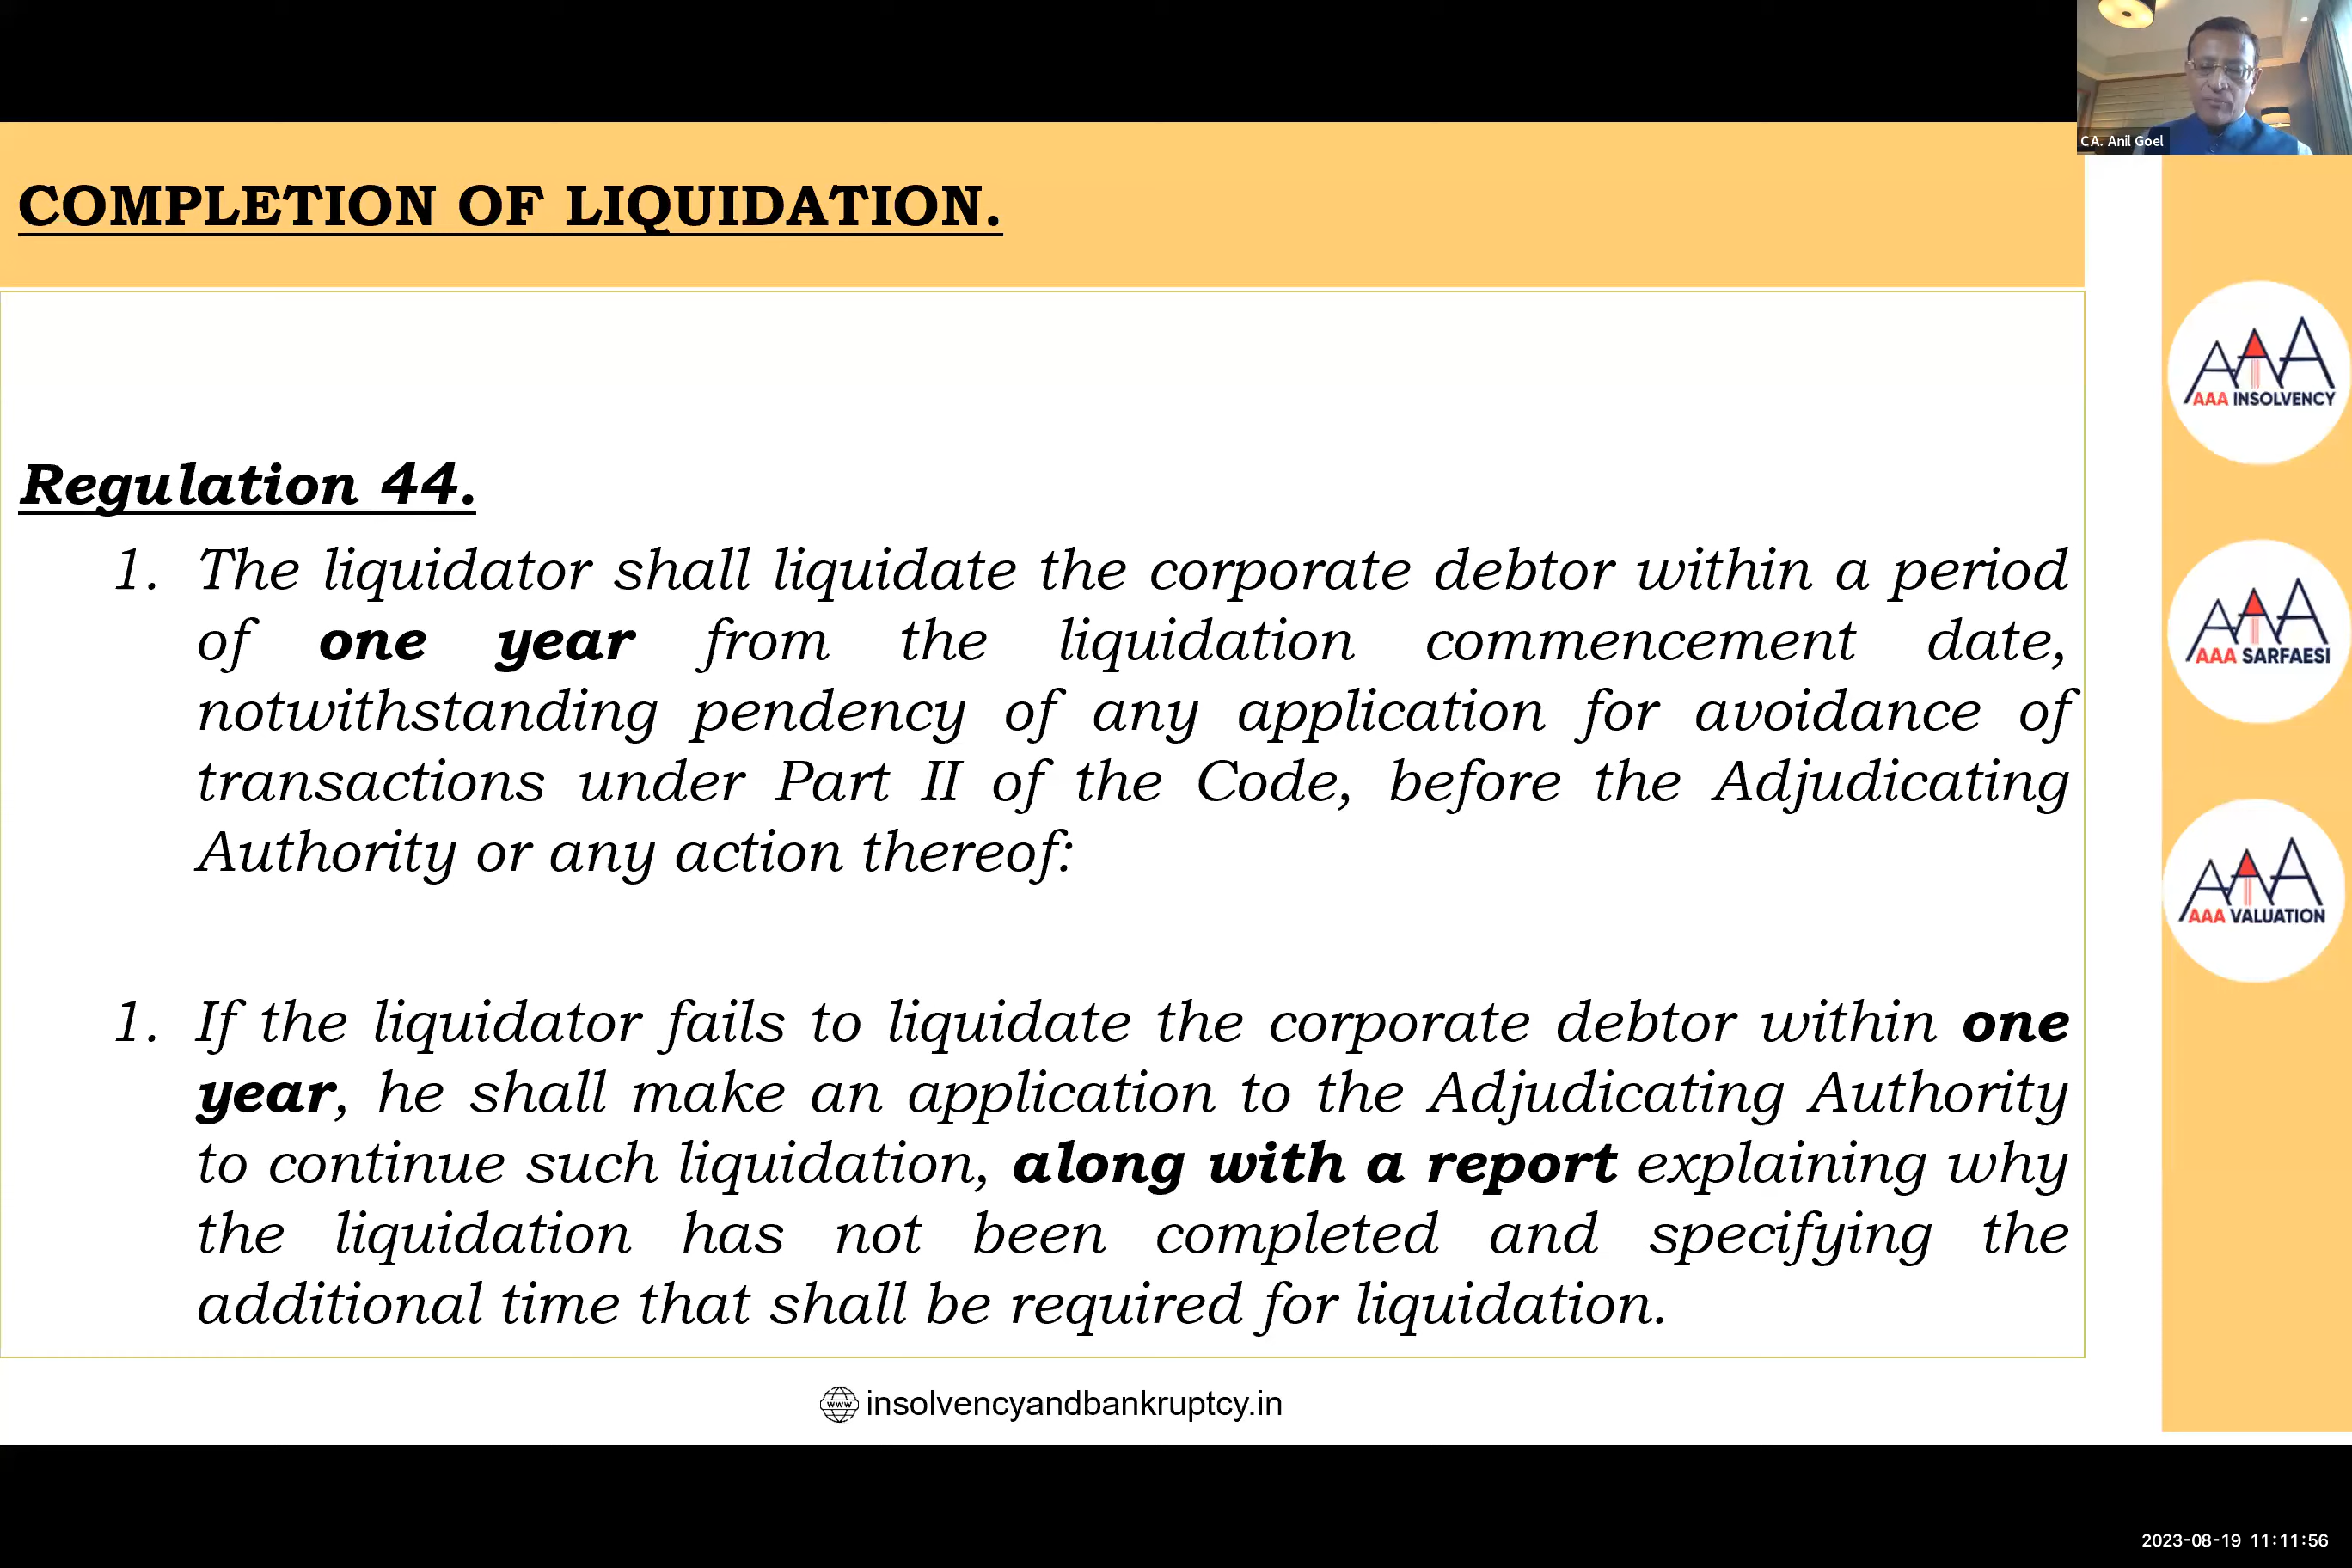 CA. Anil Goel
COMPLETION OF LIQUIDATION.
Regulation 44.
1. The liquidator shall liquidate the corporate debtor within a period
of one year from the liquidation commencement date,
notwithstanding pendency of any application for avoidance of
transactions under Part II of the Code, before the Adjudicating
Authority or any action thereof:
1. If the liquidator fails to liquidate the corporate debtor within one
year, he shall make an application to the Adjudicating Authority
to continue such liquidation, along with a report explaining why
the liquidation has not been completed and specifying the
additional time that shall be required for liquidation.
AAA
AAA INSOLVENCY
AAA
AAA SARFAESI
AAA
AAA VALUATION
www insolvencyandbankruptcy.in
2023-08-19 11:11:56